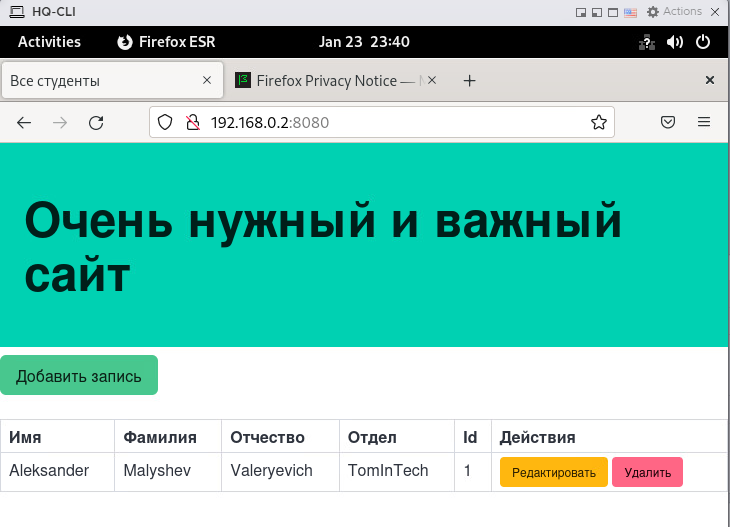 HQ-CLI
Actions
Activities
Firefox ESR
Jan 23 23:40
Все студенты
Firefox Privacy Notice —
192.168.0.2:8080
Очень нужный и важный
сайт
Добавить запись
Имя Фамилия Отчество Отдел Id Действия
Aleksander Malyshev Valeryevich TomInTech 1 Редактировать Удалить